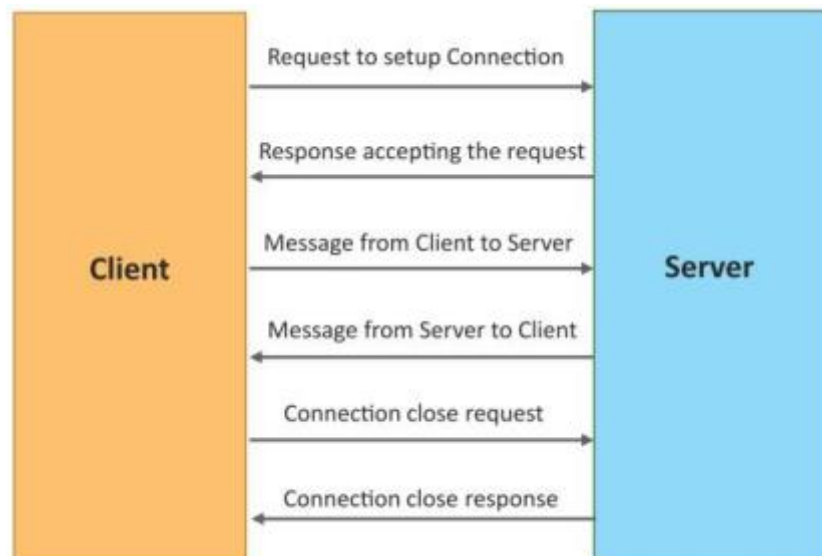 Request to setup Connection
Response accepting the request
Message from Client to Server
Client
Server
Message from Server to Client
Connection close request
Connection close response